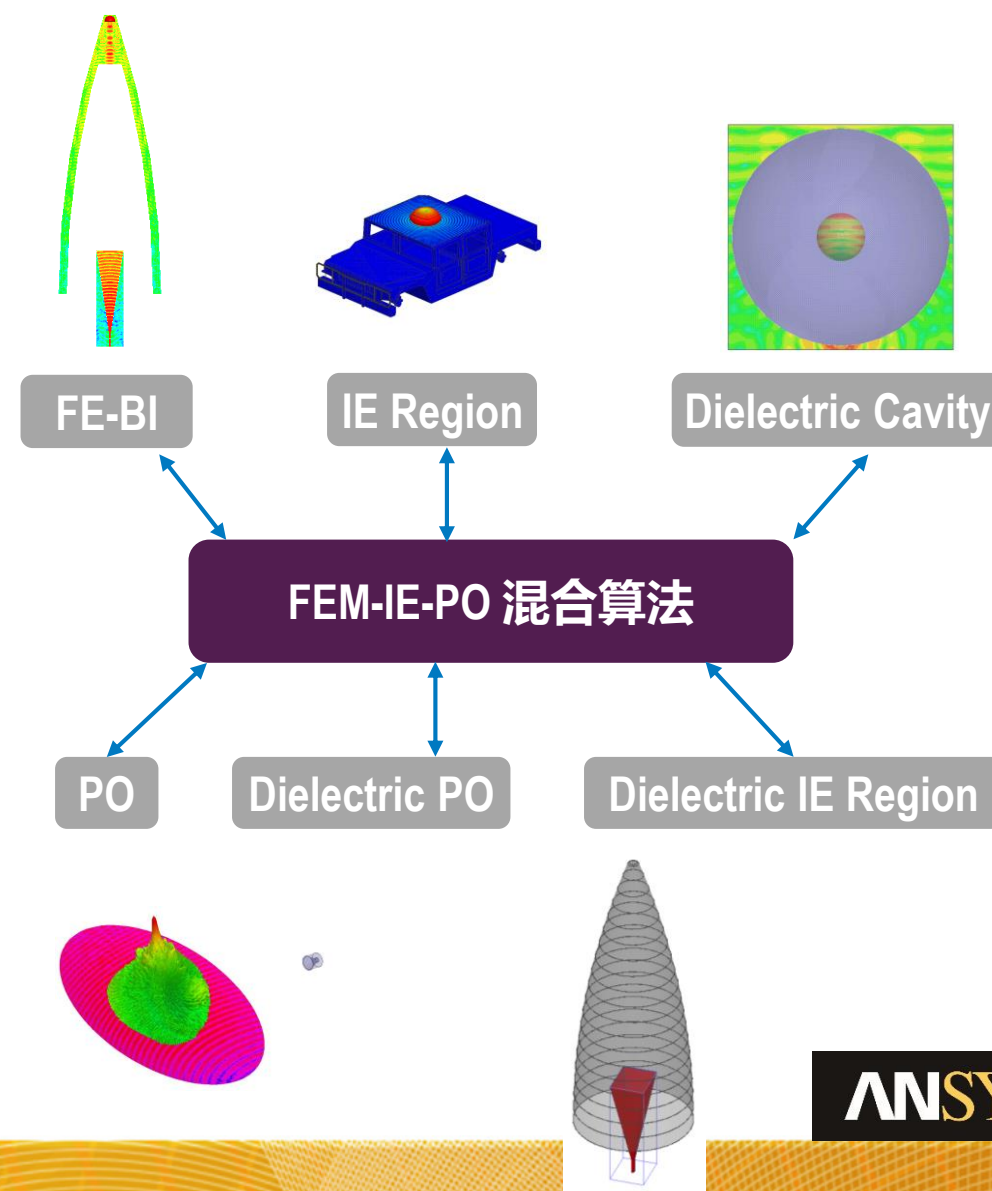 FE-BI
IE Region
Dielectric Cavity
FEM-IE-PO 混合算法
PO
Dielectric PO
Dielectric IE Region
ANSY